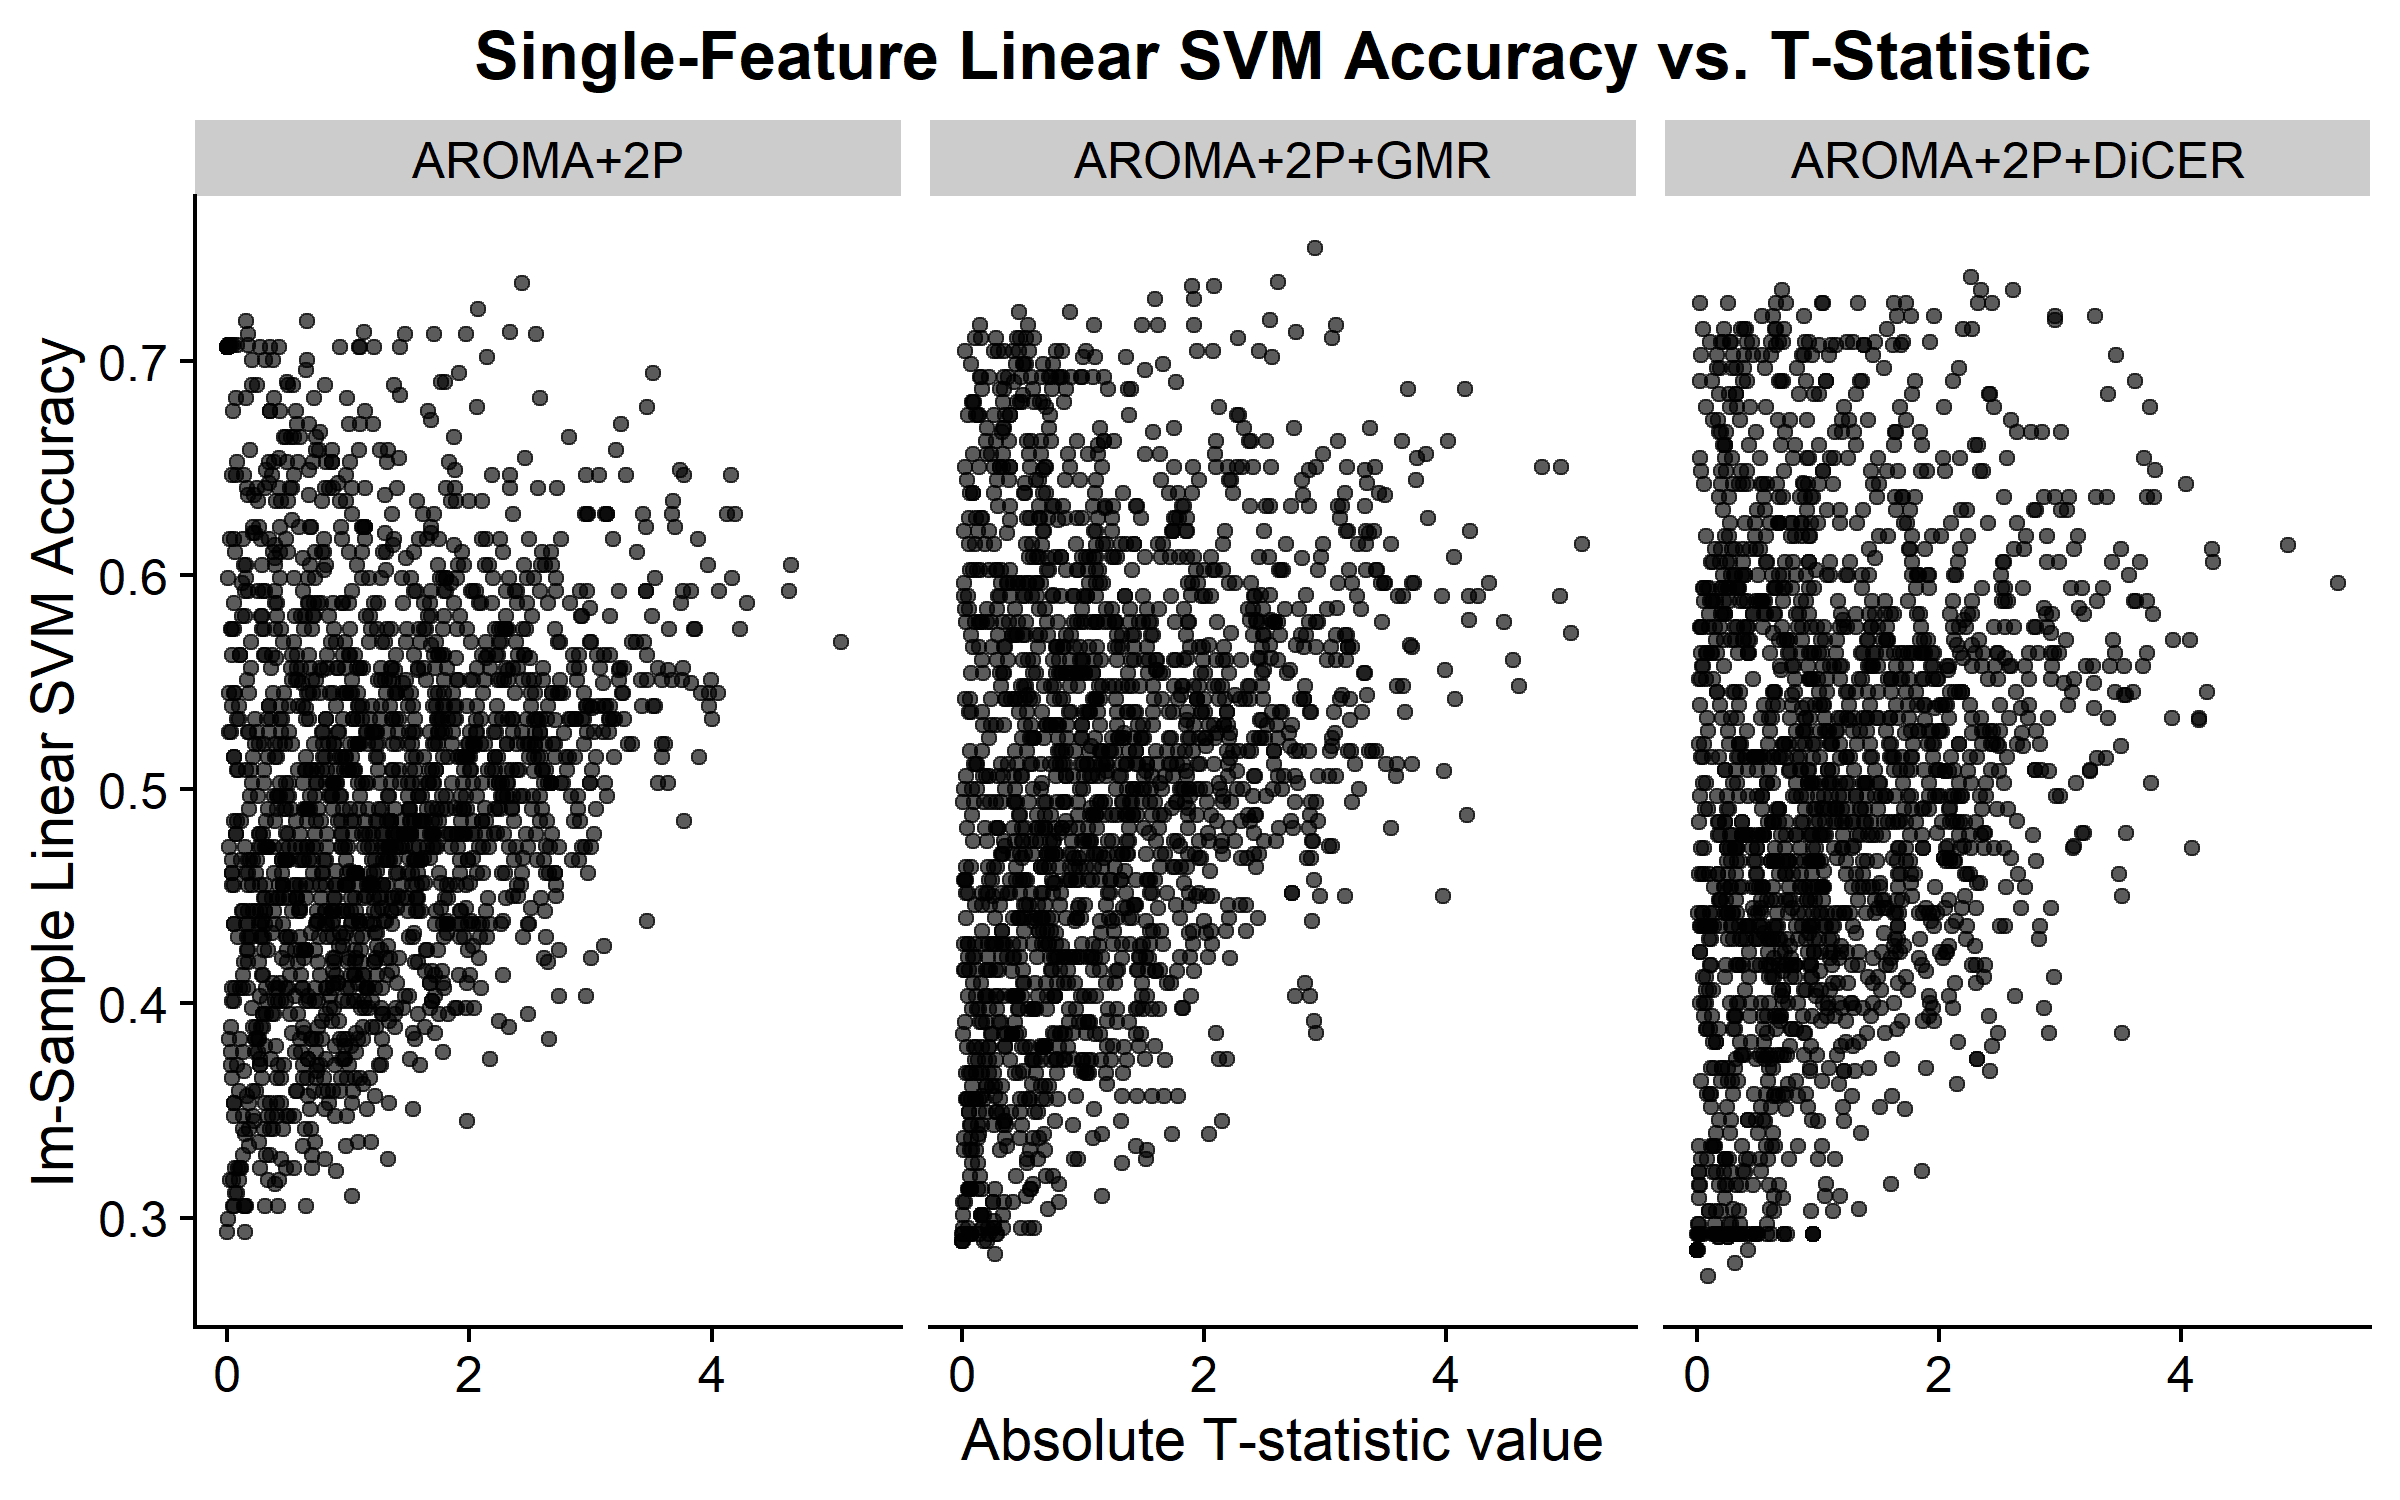 Single-Feature Linear SVM Accuracy vs. T-Statistic
AROMA+2P
AROMA+2P+GMR
AROMA+2P+DiCER
Im-Sample Linear SVM Accuracy
0.7
0.6
0.5
0.4
0.3
0 2 4
0 2 4
0 2 4
Absolute T-statistic value